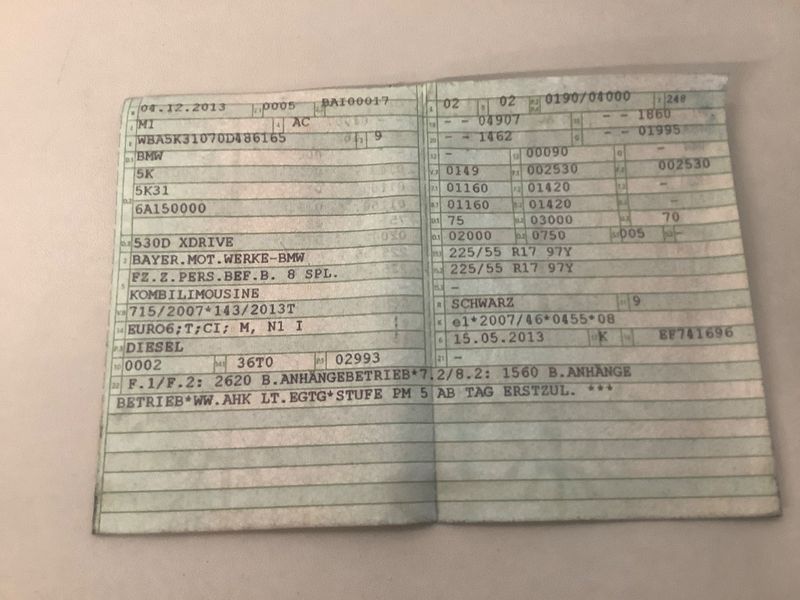 04.12.2013 0005 BAI00017
MI AC
WBA5K31070D486165 9
BMW
5K
5K31
6A150000
530D XDRIVE
BAYER.MOT.WERKE-BMW
FZ.Z.PERS.BEF.B. 8 SPL.
KOMBILIMOUSINE
715/2007*143/2013T
EURO6;T;CI; M, N1 I
DIESEL
0002 36T0 02993
02 02 0190/04000 248
- - 04907 - - 1860
- - 1462 - - 01995
- 00090 -
0149 002530 002530
01160 01420 -
01160 01420 -
75 03000 70
02000 0750 005 -
225/55 R17 97Y
225/55 R17 97Y
-
SCHWARZ 9
e1*2007/46*0455*08
15.05.2013 K EF741696
-
F.1/F.2: 2620 B.ANHÄNGEBETRIEB*7.2/8.2: 1560 B.ANHÄNGE
BETRIEB*WW.AHK LT.EGTG*STUFE PM 5 AB TAG ERSTZUL. ***